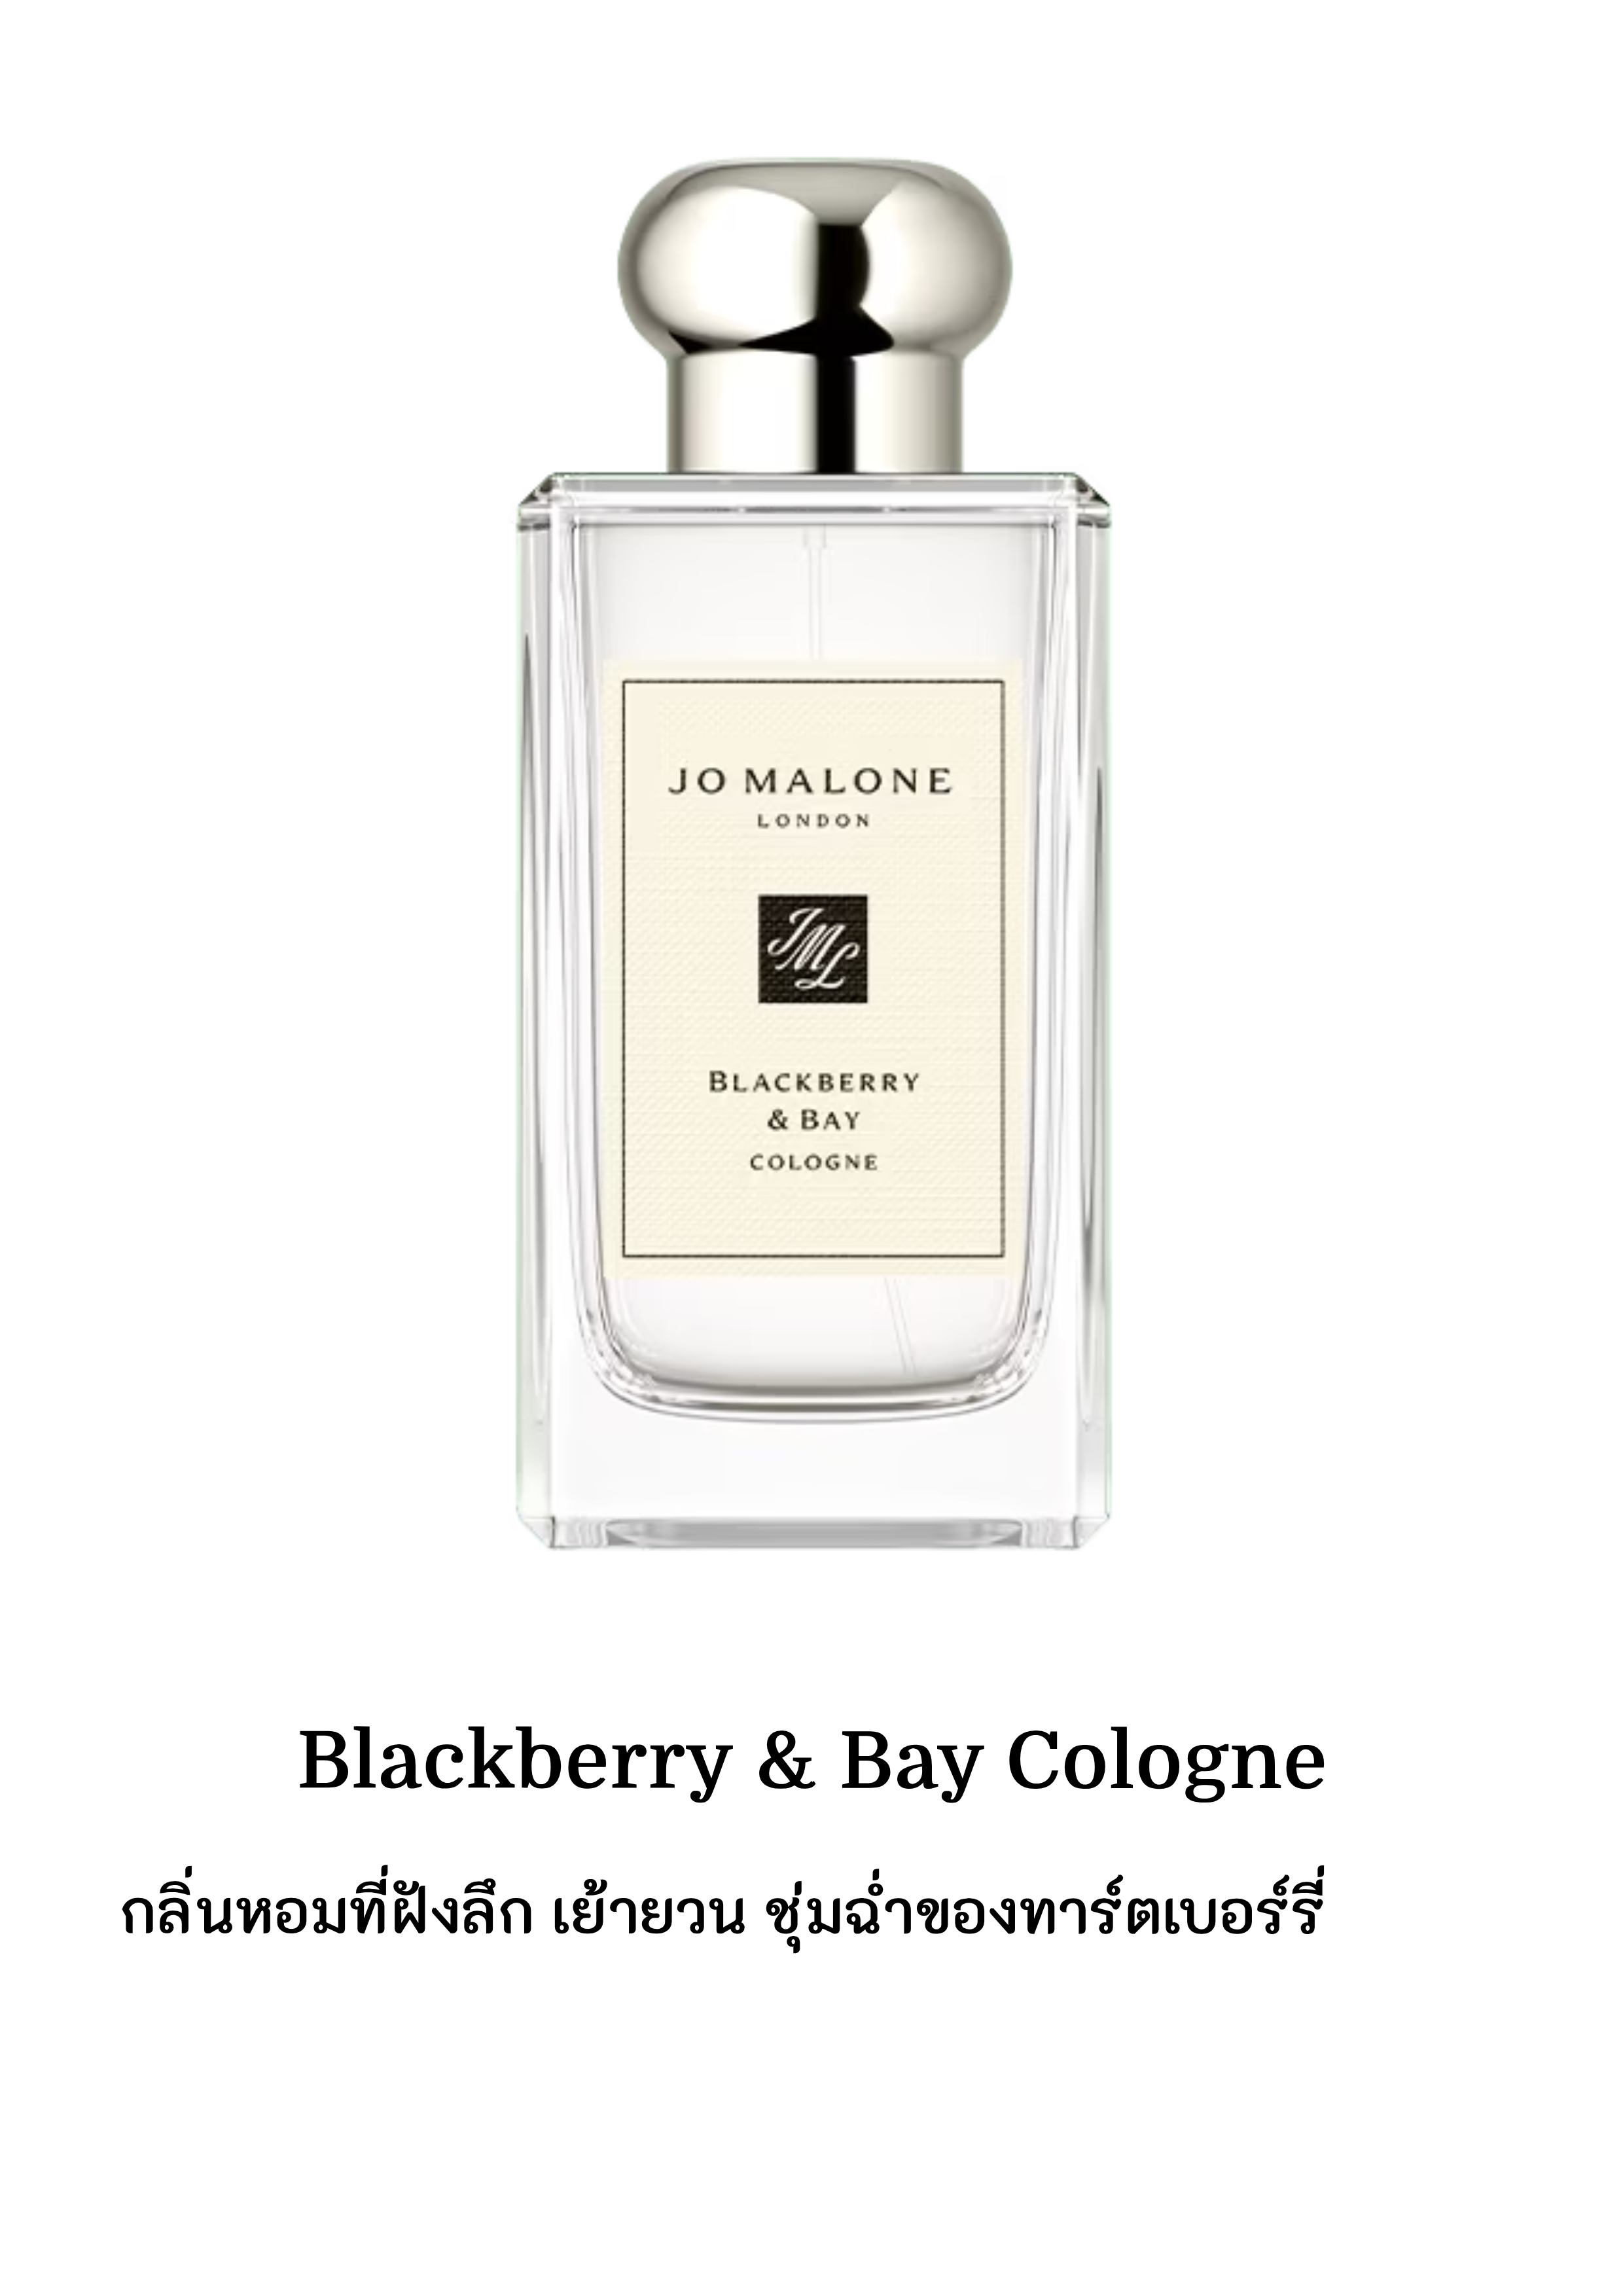 JO MALONE
LONDON
JML
BLACKBERRY
& BAY
COLOGNE
Blackberry & Bay Cologne
กลิ่นหอมที่ฝังลึก เย้ายวน ชุ่มฉ่ำของทาร์ตเบอร์รี่